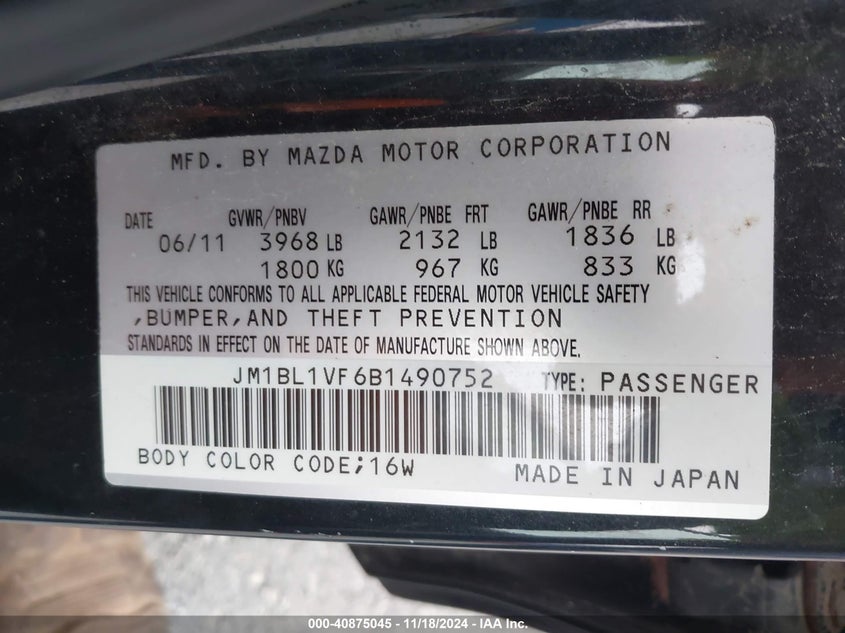 MFD. BY MAZDA MOTOR CORPORATION
DATE GVWR/PNBV GAWR/PNBE FRT GAWR/PNBE RR
06/11 3968 LB 2132 LB 1836 LB
1800 KG 967 KG 833 KG
THIS VEHICLE CONFORMS TO ALL APPLICABLE FEDERAL MOTOR VEHICLE SAFETY
,BUMPER,AND THEFT PREVENTION
STANDARDS IN EFFECT ON THE DATE OF MANUFACTURE SHOWN ABOVE.
JM1BL1VF6B1490752 TYPE: PASSENGER
BODY COLOR CODE;16W MADE IN JAPAN
000-40875045 - 11/18/2024 - IAA Inc.